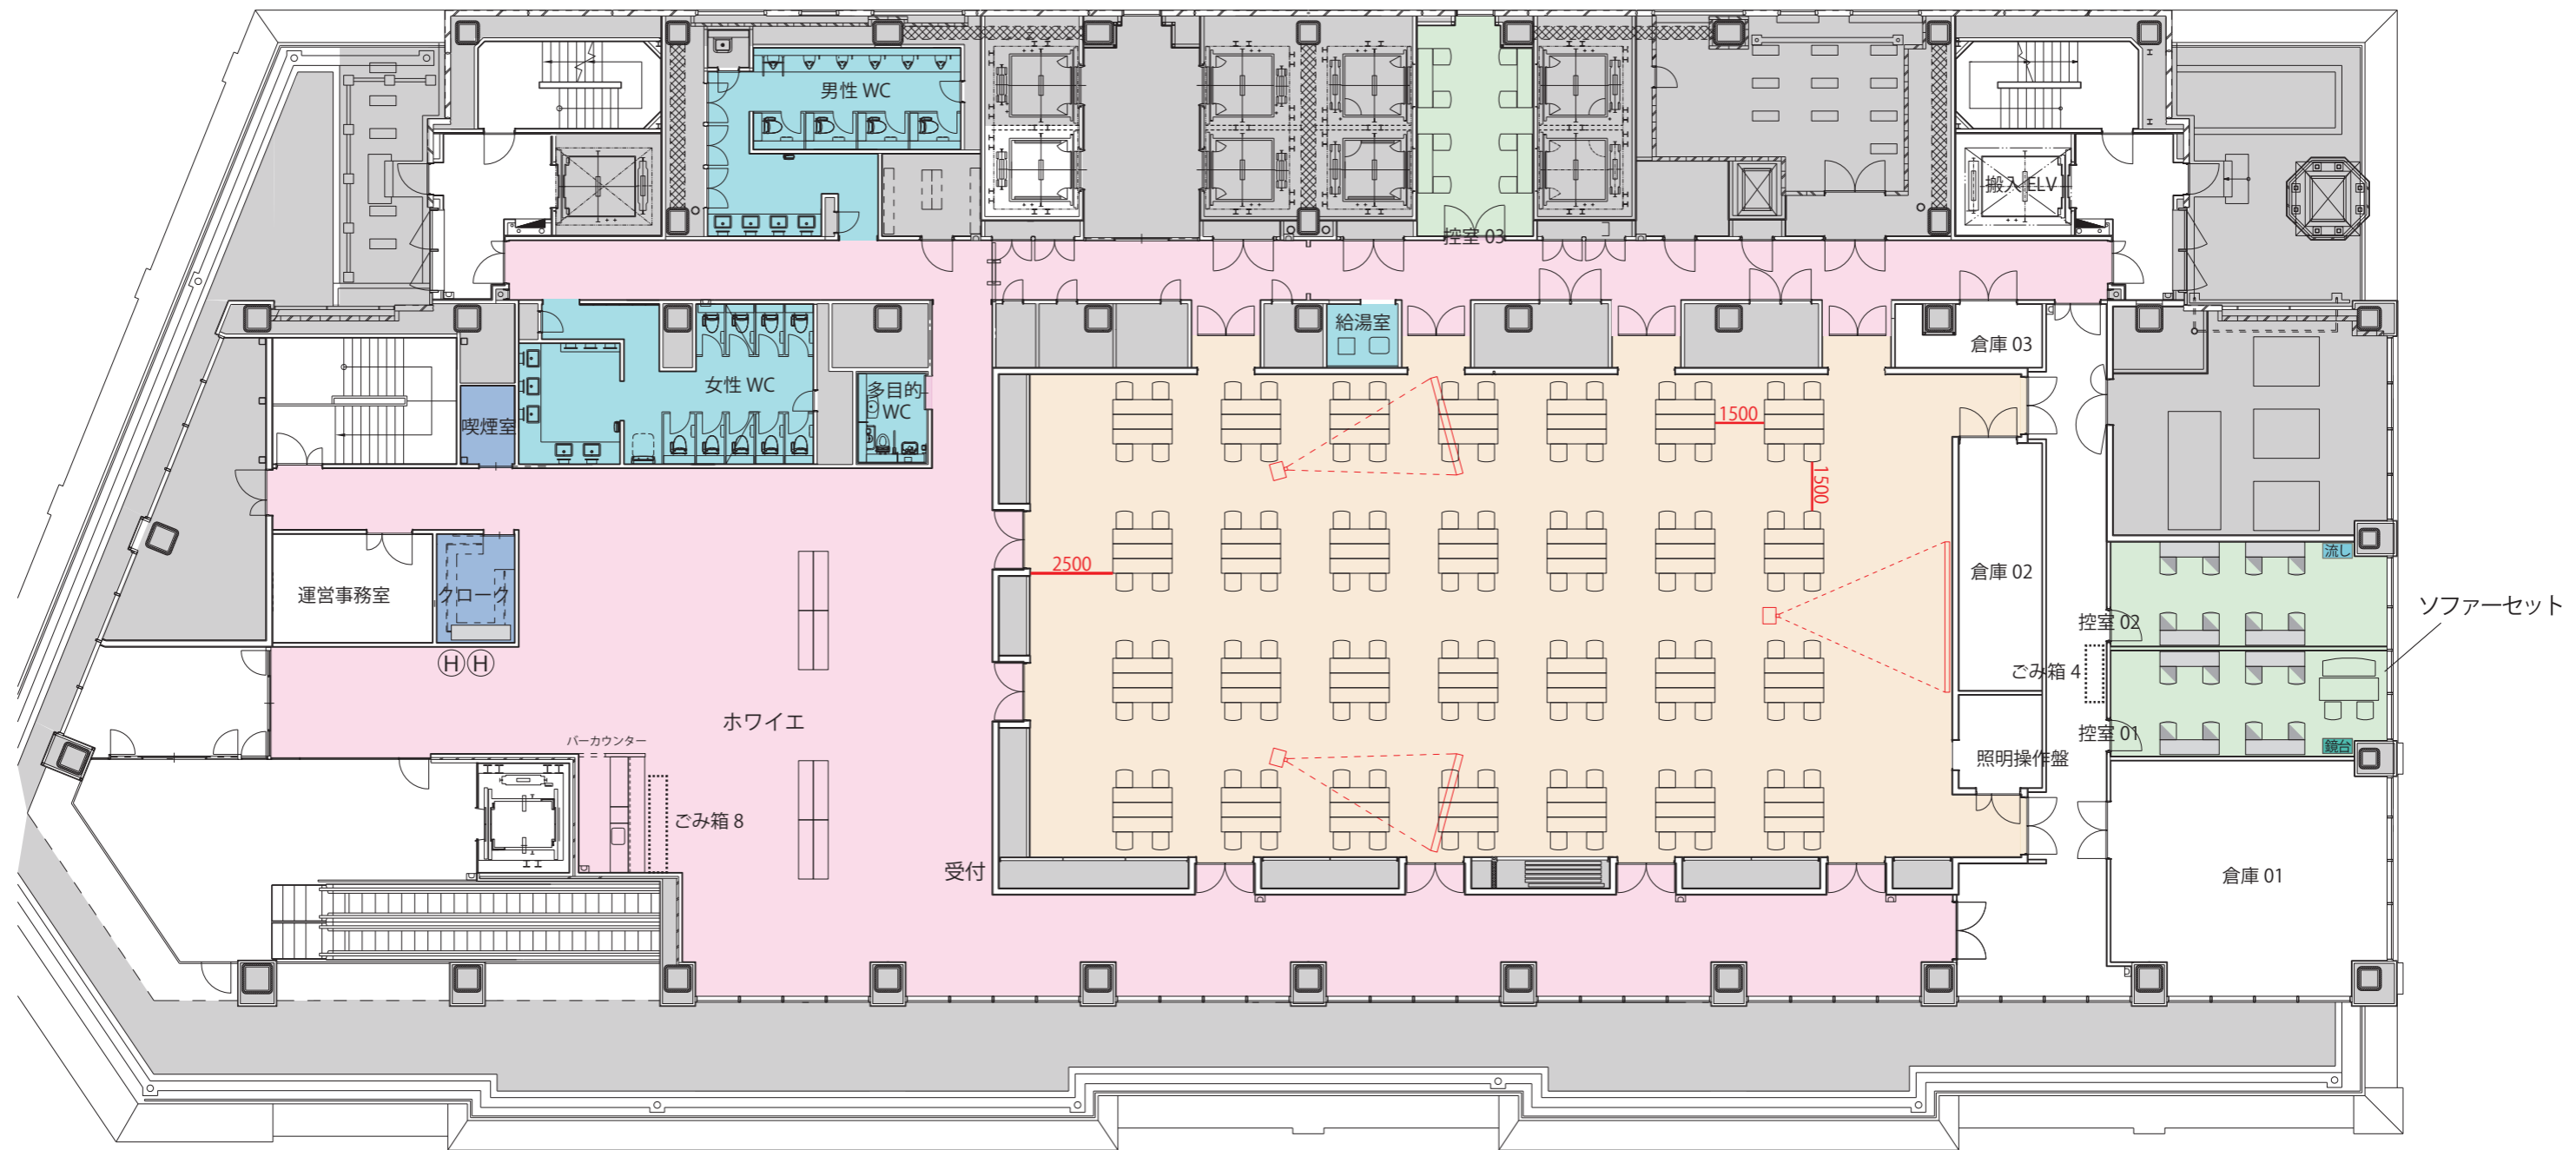 男性 WC
搬入 ELV
控室 03
給湯室
倉庫 03
女性 WC
多目的
WC
喫煙室
1500
1500
2500
流し
倉庫 02
運営事務室
クローク
ソファーセット
控室 02
H H
ごみ箱 4
ホワイエ
控室 01
鏡台
バーカウンター
照明操作盤
ごみ箱 8
受付
倉庫 01